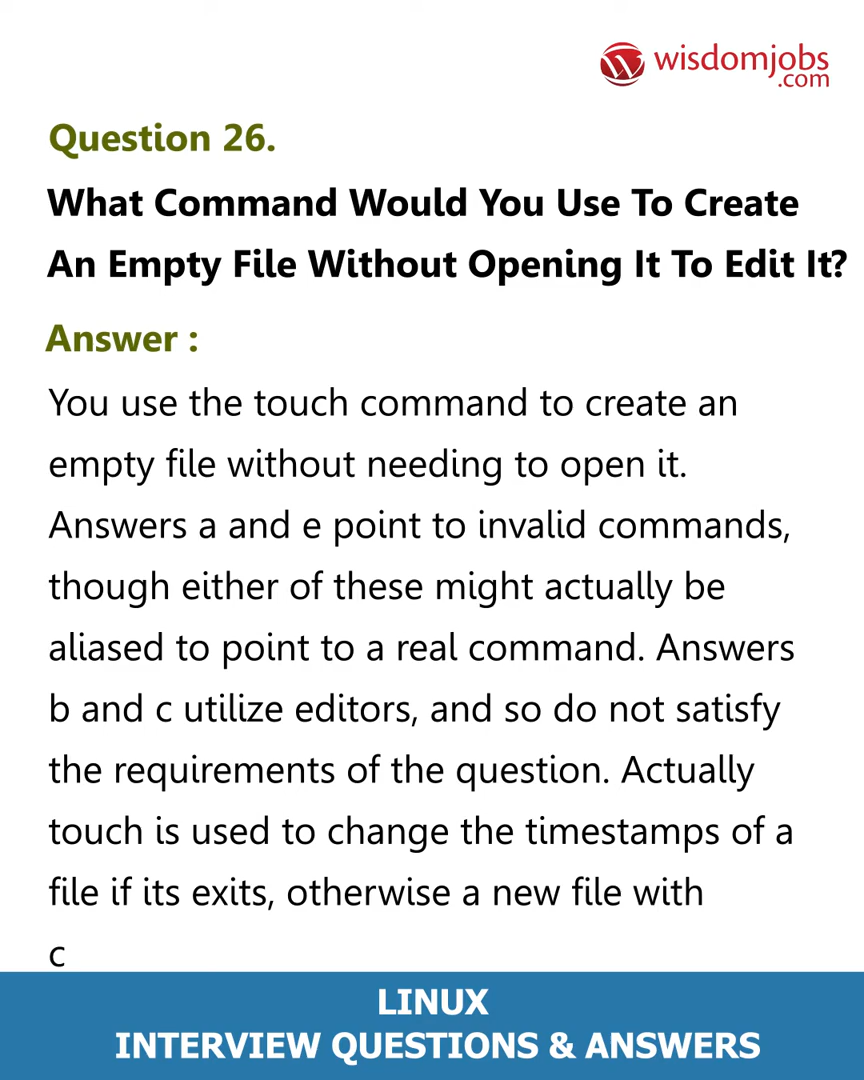 wisdomjobs
.com
Question 26.
What Command Would You Use To Create
An Empty File Without Opening It To Edit It?
Answer :
You use the touch command to create an
empty file without needing to open it.
Answers a and e point to invalid commands,
though either of these might actually be
aliased to point to a real command. Answers
b and c utilize editors, and so do not satisfy
the requirements of the question. Actually
touch is used to change the timestamps of a
file if its exits, otherwise a new file with
c
LINUX
INTERVIEW QUESTIONS & ANSWERS